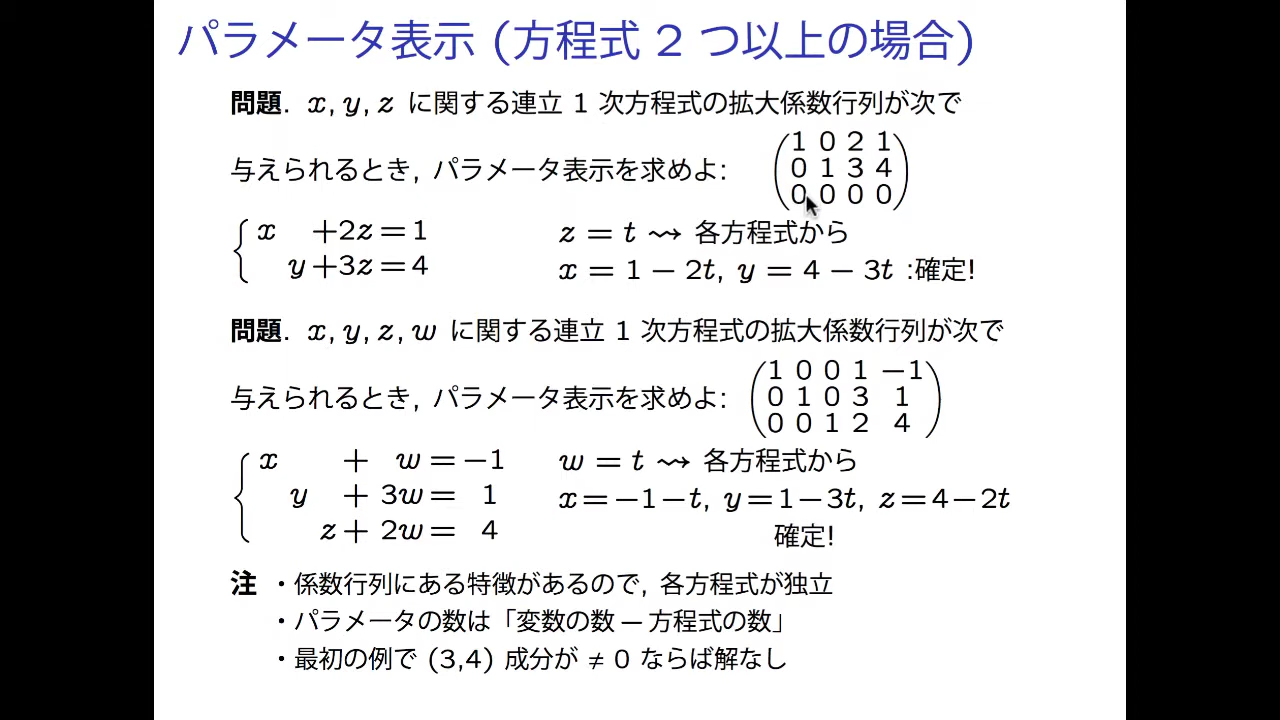 パラメータ表示 (方程式 2 つ以上の場合)
問題. x, y, z に関する連立 1 次方程式の拡大係数行列が次で
与えられるとき, パラメータ表示を求めよ:
1 0 2 1
0 1 3 4
0 0 0 0
x +2z = 1
y +3z = 4
z = t ⇝ 各方程式から
x = 1 − 2t, y = 4 − 3t :確定!
問題. x, y, z, w に関する連立 1 次方程式の拡大係数行列が次で
与えられるとき, パラメータ表示を求めよ:
1 0 0 1 −1
0 1 0 3 1
0 0 1 2 4
x + w = −1
y + 3w = 1
z + 2w = 4
w = t ⇝ 各方程式から
x = −1 − t, y = 1 − 3t, z = 4 − 2t
確定!
注 ・係数行列にある特徴があるので, 各方程式が独立
・パラメータの数は「変数の数 — 方程式の数」
・最初の例で (3,4) 成分が ≠ 0 ならば解なし